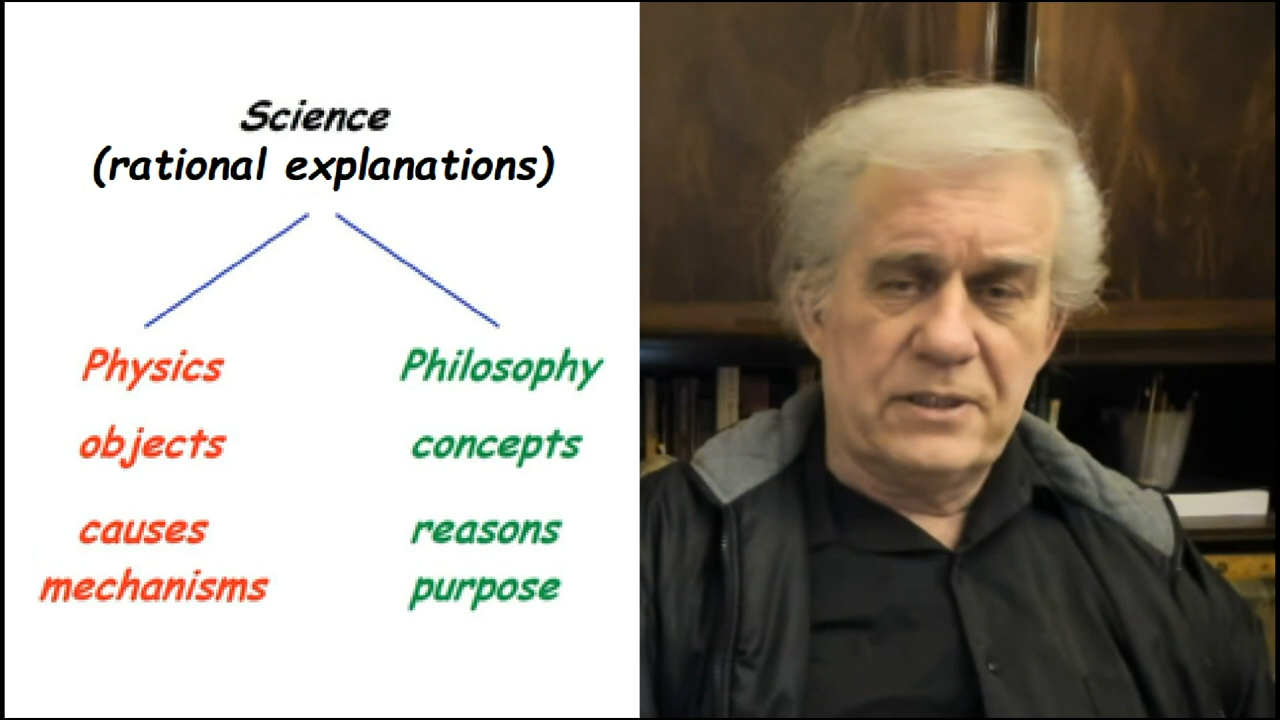 Science
(rational explanations)
Physics Philosophy
objects concepts
causes reasons
mechanisms purpose